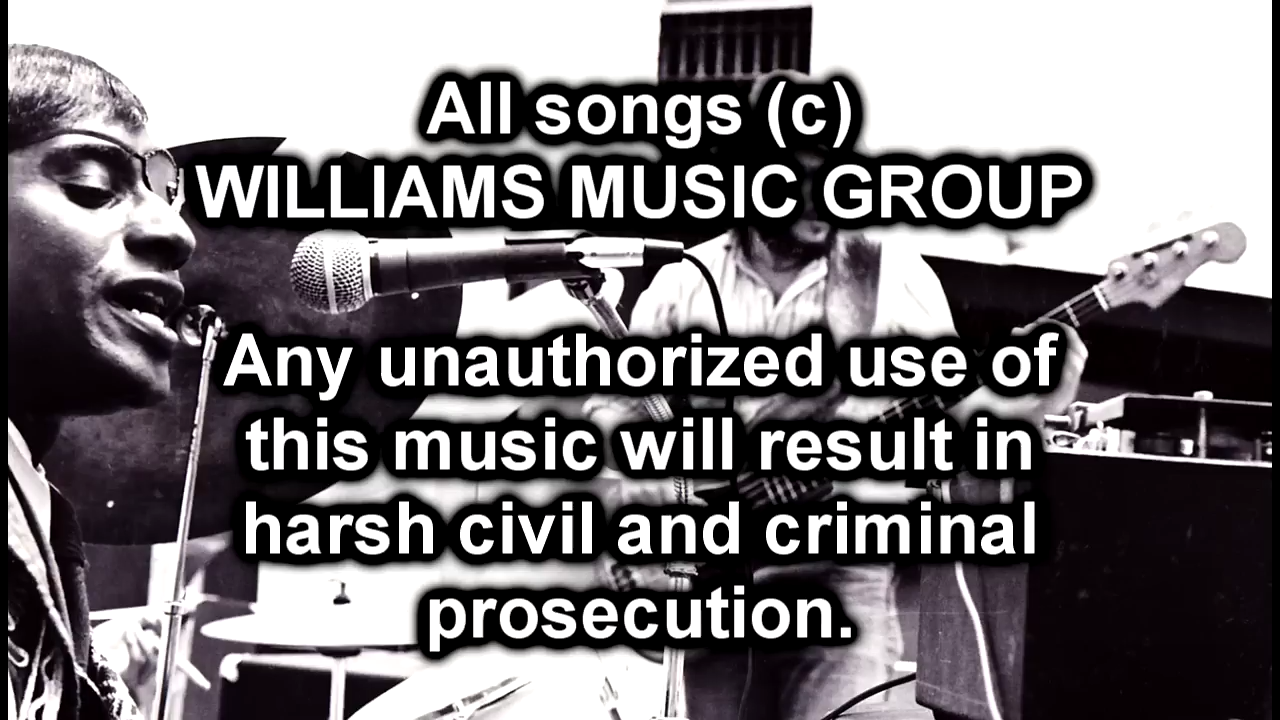 All songs (c)
WILLIAMS MUSIC GROUP
Any unauthorized use of
this music will result in
harsh civil and criminal
prosecution.